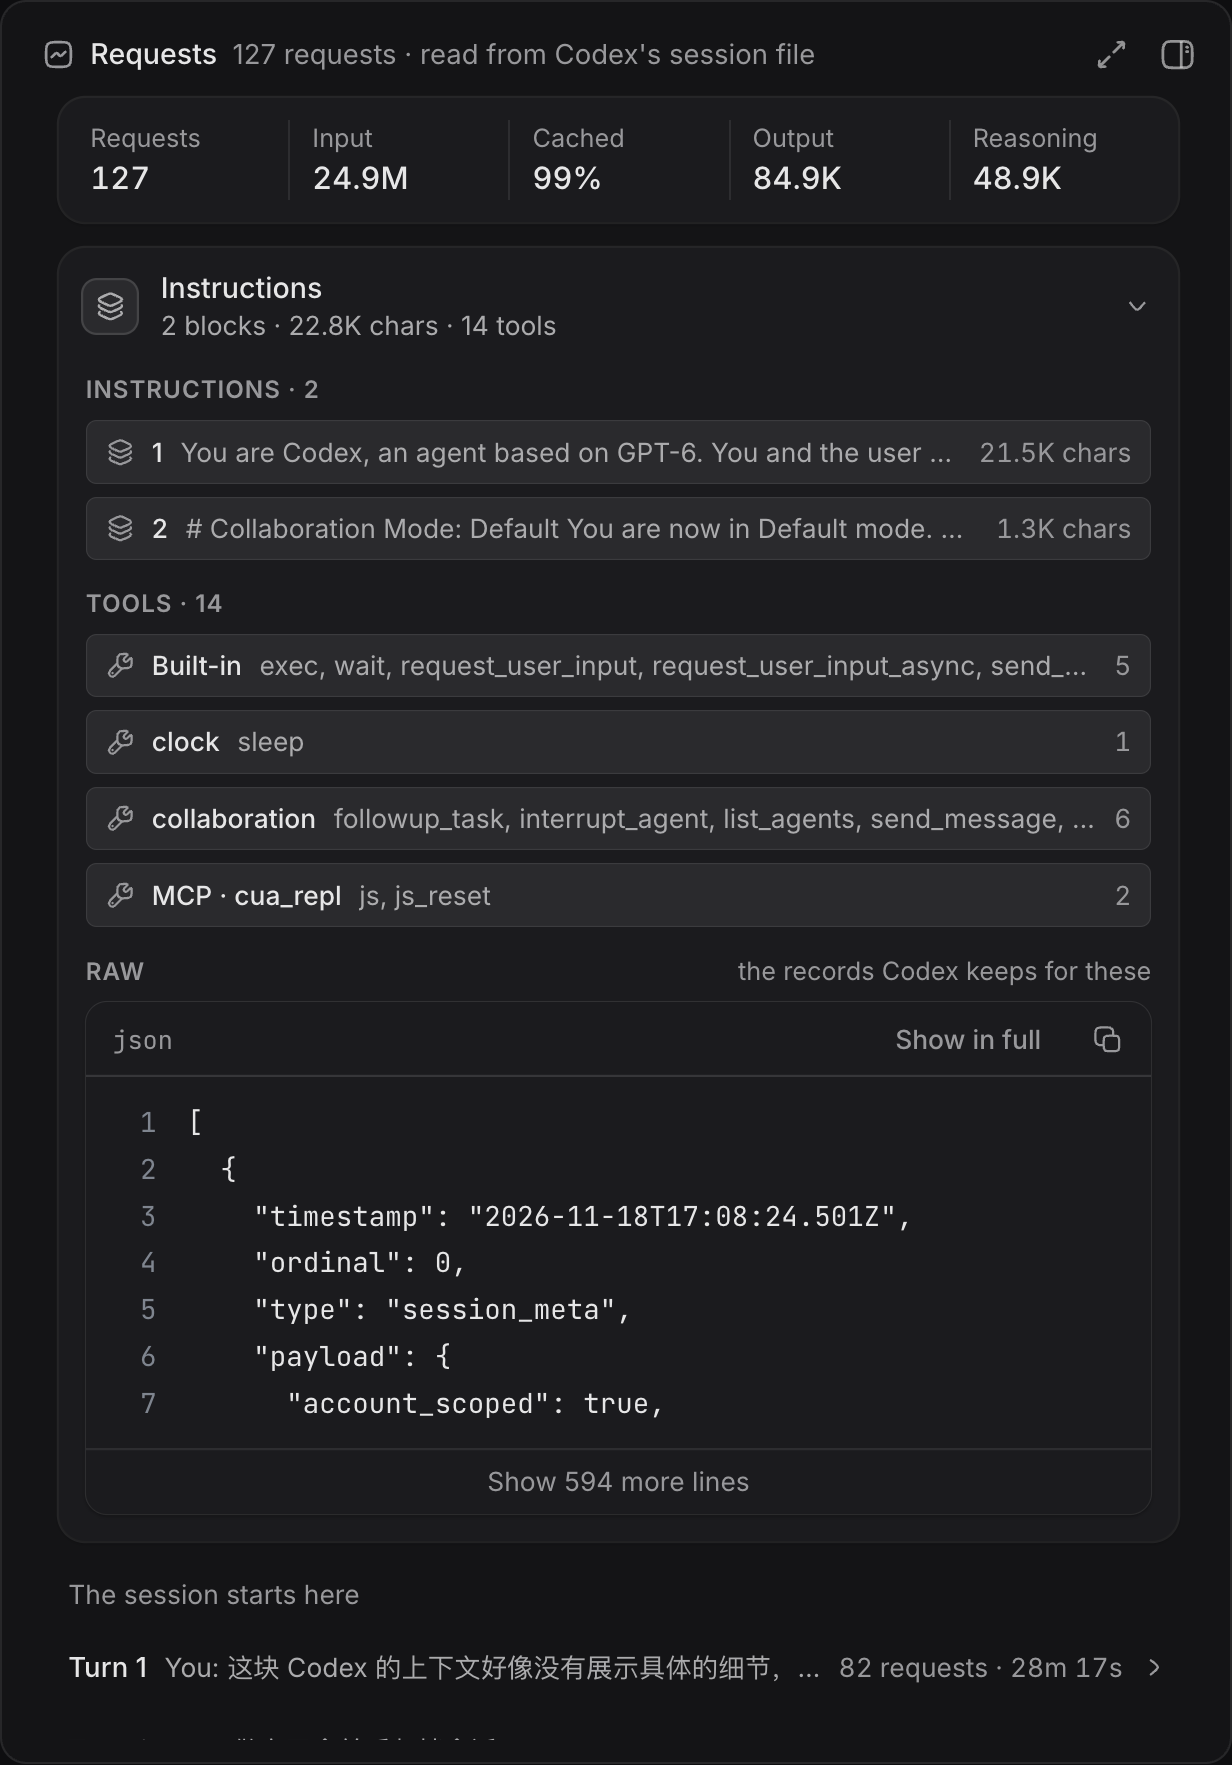 Requests 127 requests · read from Codex's session file
Requests Input Cached Output Reasoning
127 24.9M 99% 84.9K 48.9K
Instructions
2 blocks · 22.8K chars · 14 tools
INSTRUCTIONS · 2
1 You are Codex, an agent based on GPT-6. You and the user ... 21.5K chars
2 # Collaboration Mode: Default You are now in Default mode. ... 1.3K chars
TOOLS · 14
Built-in exec, wait, request_user_input, request_user_input_async, send_... 5
clock sleep 1
collaboration followup_task, interrupt_agent, list_agents, send_message, ... 6
MCP · cua_repl js, js_reset 2
RAW the records Codex keeps for these
json Show in full
1 [
2 {
3 "timestamp": "2026-11-18T17:08:24.501Z",
4 "ordinal": 0,
5 "type": "session_meta",
6 "payload": {
7 "account_scoped": true,
Show 594 more lines
The session starts here
Turn 1 You: 这块 Codex 的上下文好像没有展示具体的细节，... 82 requests · 28m 17s